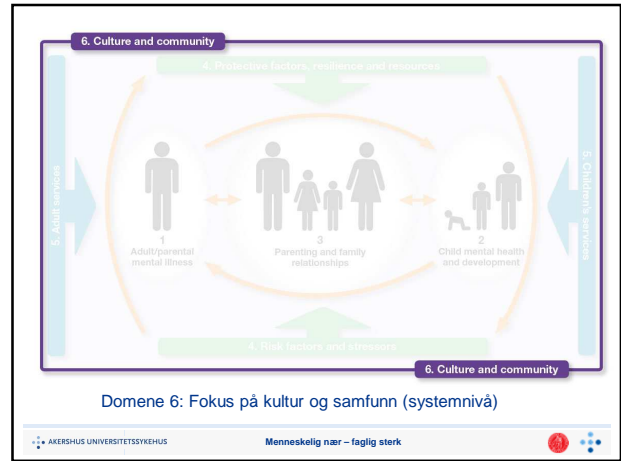 6. Culture and community
4. Protective factors, resilience and resources
5. Adult services
1
Adult/parental
mental illness
3
Parenting and family
relationships
2
Child mental health
and development
5. Children's services
4. Risk factors and stressors
6. Culture and community
Domene 6: Fokus på kultur og samfunn (systemnivå)
AKERSHUS UNIVERSITETSSYKEHUS
Menneskelig nær – faglig sterk